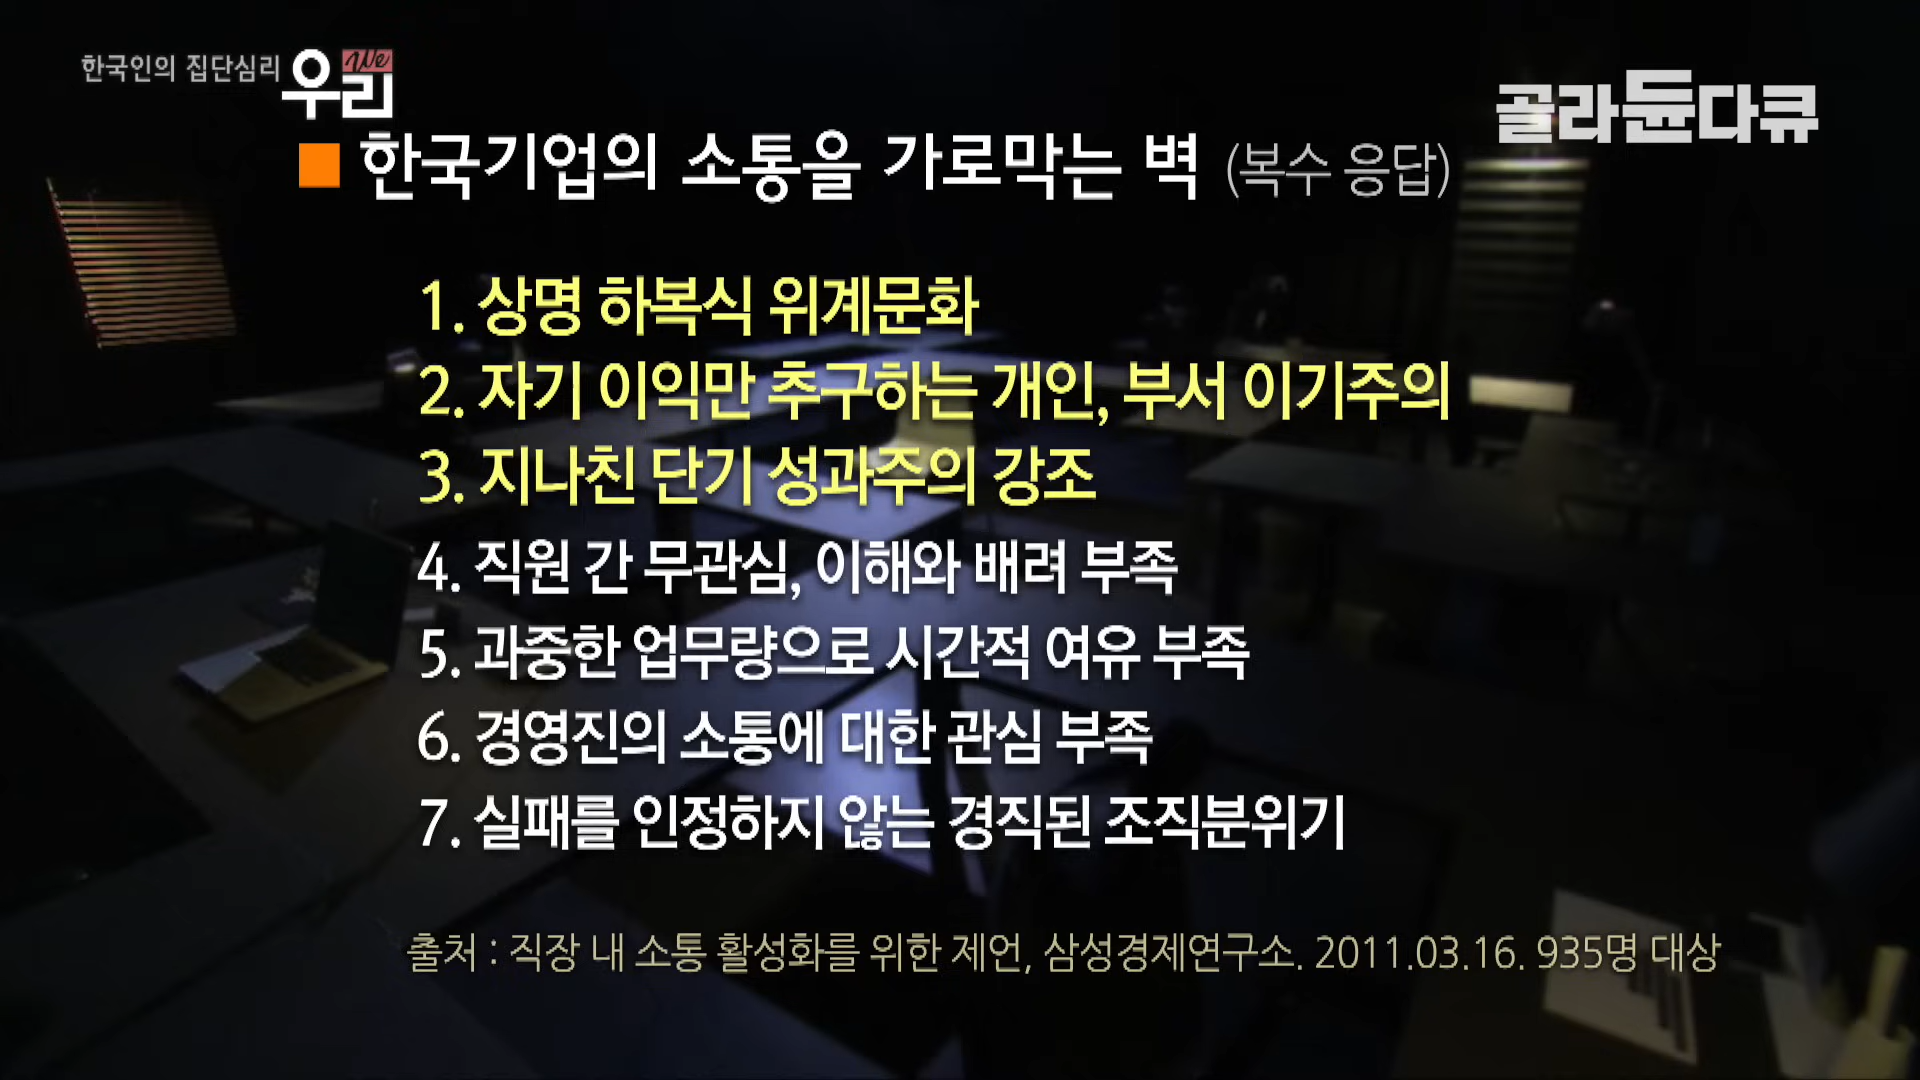 한국인의 집단심리 우리 We
골라둔다큐
■ 한국기업의 소통을 가로막는 벽 (복수 응답)
1. 상명 하복식 위계문화
2. 자기 이익만 추구하는 개인, 부서 이기주의
3. 지나친 단기 성과주의 강조
4. 직원 간 무관심, 이해와 배려 부족
5. 과중한 업무량으로 시간적 여유 부족
6. 경영진의 소통에 대한 관심 부족
7. 실패를 인정하지 않는 경직된 조직분위기
출처 : 직장 내 소통 활성화를 위한 제언, 삼성경제연구소. 2011.03.16. 935명 대상